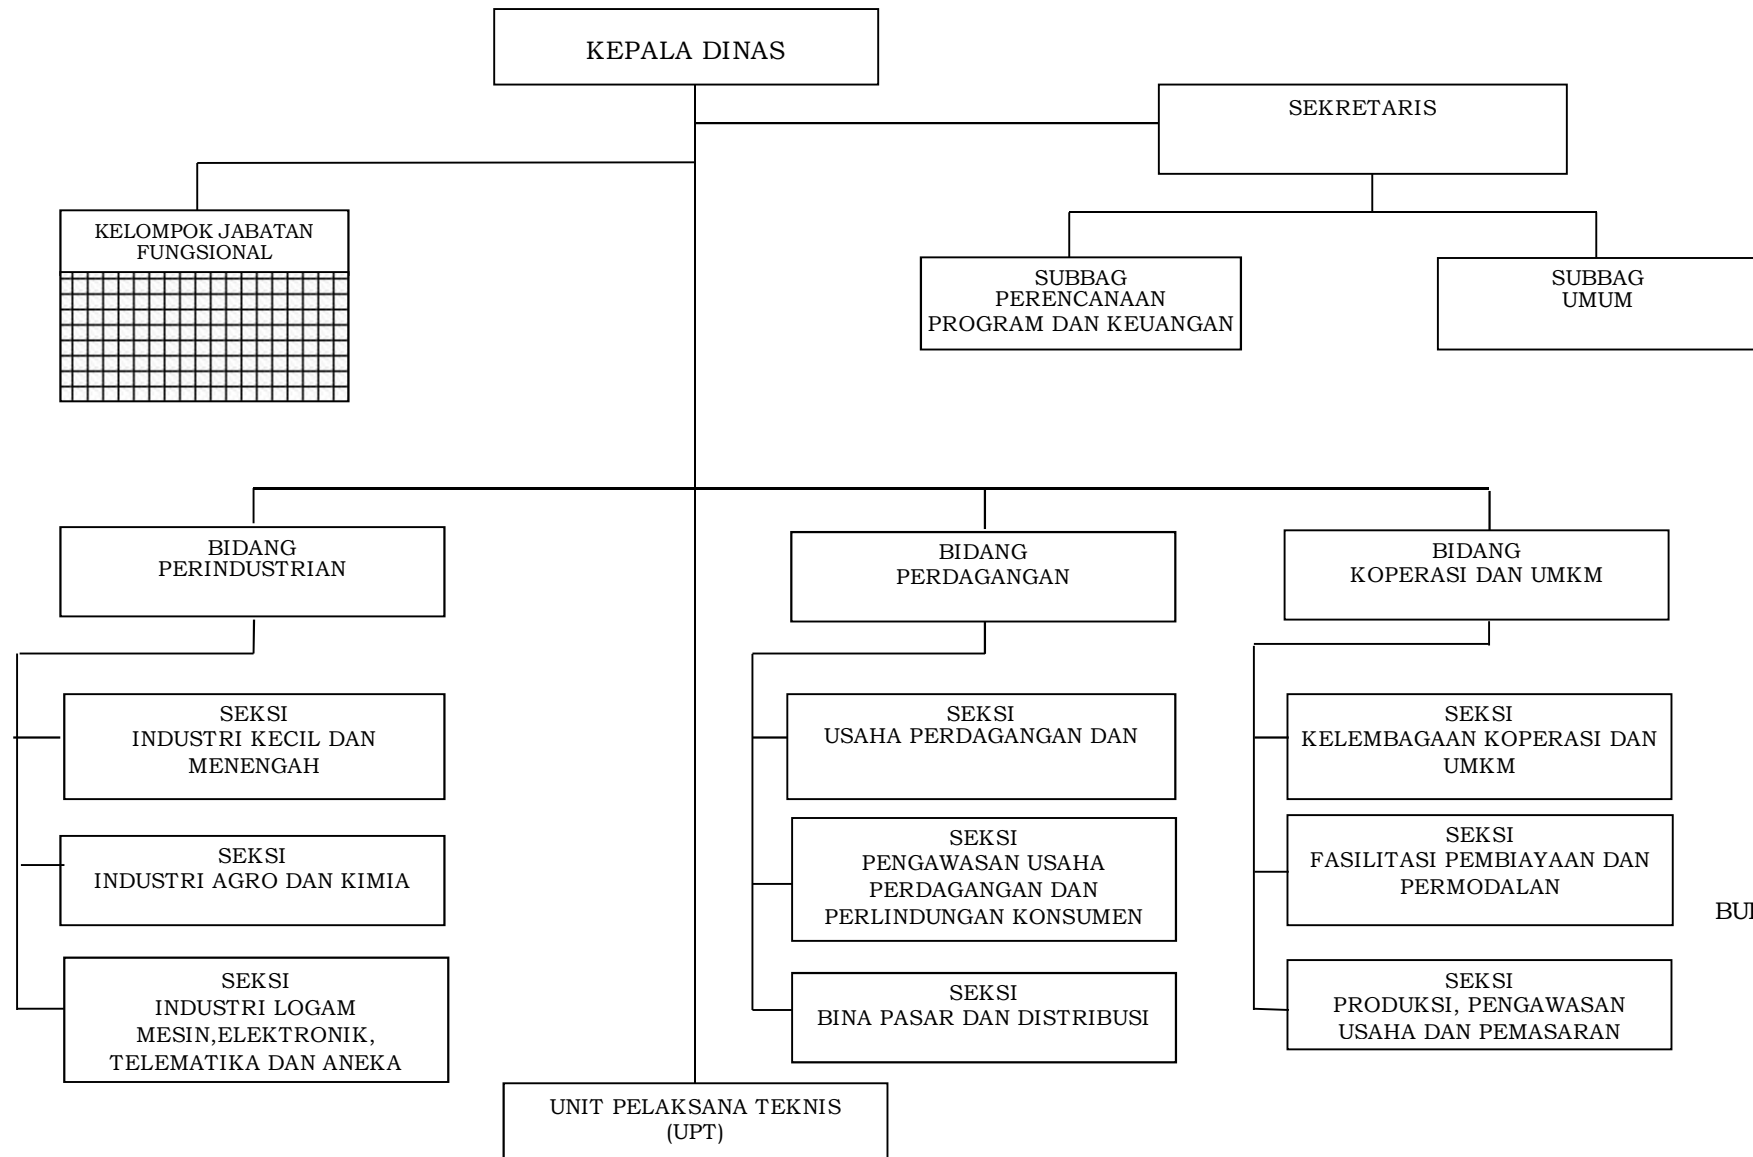 KEPALA DINAS
SEKRETARIS
KELOMPOK JABATAN
FUNGSIONAL
SUBBAG
PERENCANAAN
PROGRAM DAN KEUANGAN
SUBBAG
UMUM
BIDANG
PERINDUSTRIAN
BIDANG
PERDAGANGAN
BIDANG
KOPERASI DAN UMKM
SEKSI
INDUSTRI KECIL DAN
MENENGAH
SEKSI
USAHA PERDAGANGAN DAN
SEKSI
KELEMBAGAAN KOPERASI DAN
UMKM
SEKSI
INDUSTRI AGRO DAN KIMIA
SEKSI
PENGAWASAN USAHA
PERDAGANGAN DAN
PERLINDUNGAN KONSUMEN
SEKSI
FASILITASI PEMBIAYAAN DAN
PERMODALAN
SEKSI
INDUSTRI LOGAM
MESIN,ELEKTRONIK,
TELEMATIKA DAN ANEKA
SEKSI
BINA PASAR DAN DISTRIBUSI
SEKSI
PRODUKSI, PENGAWASAN
USAHA DAN PEMASARAN
UNIT PELAKSANA TEKNIS
(UPT)